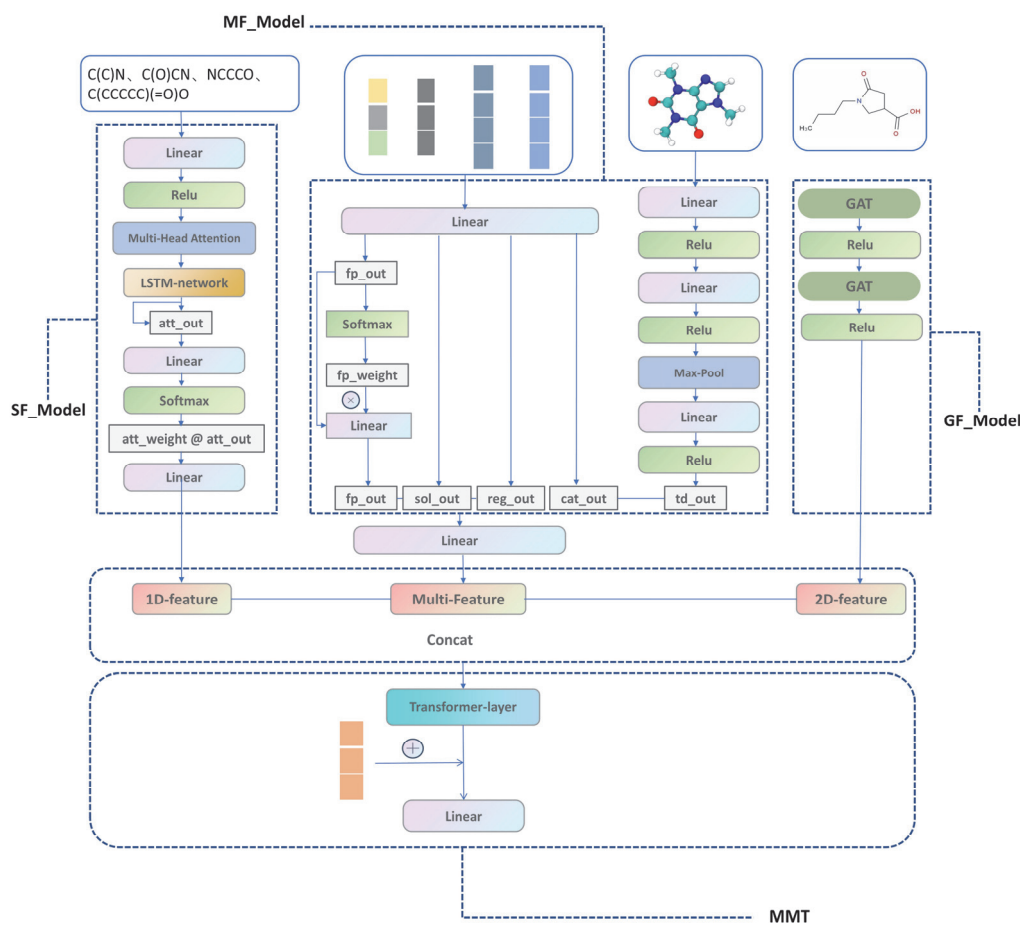 MF_Model
C(C)N、C(O)CN、NCCCO、
C(CCCCC)(=O)O
O
N
OH
H₃C
O
Linear
Relu
Multi-Head Attention
LSTM-network
att_out
Linear
Softmax
att_weight @ att_out
Linear
SF_Model
Linear
fp_out
Softmax
fp_weight
×
Linear
fp_out
sol_out
reg_out
cat_out
td_out
Linear
Relu
Linear
Relu
Max-Pool
Linear
Relu
GAT
Relu
GAT
Relu
GF_Model
Linear
1D-feature
Multi-Feature
2D-feature
Concat
Transformer-layer
+
Linear
MMT